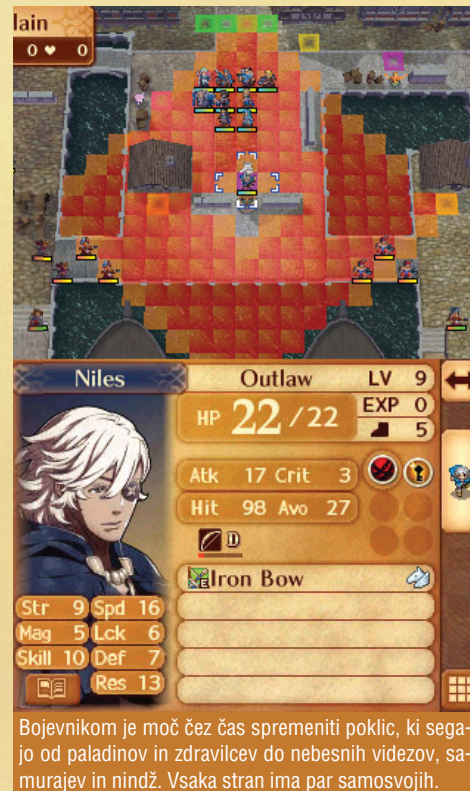 lain
0 ♥ 0
Niles
Outlaw LV 9
HP 22/22
EXP 0
5
Atk 17 Crit 3
Hit 98 Avo 27
D
E Iron Bow
Str 9 Spd 16
Mag 5 Lck 6
Skill 10 Def 7
Res 13
Bojevnikom je moč čez čas spremeniti poklic, ki sega-
jo od paladinov in zdravilcev do nebesnih videzov, sa-
murajev in nindž. Vsaka stran ima par samosvojih.